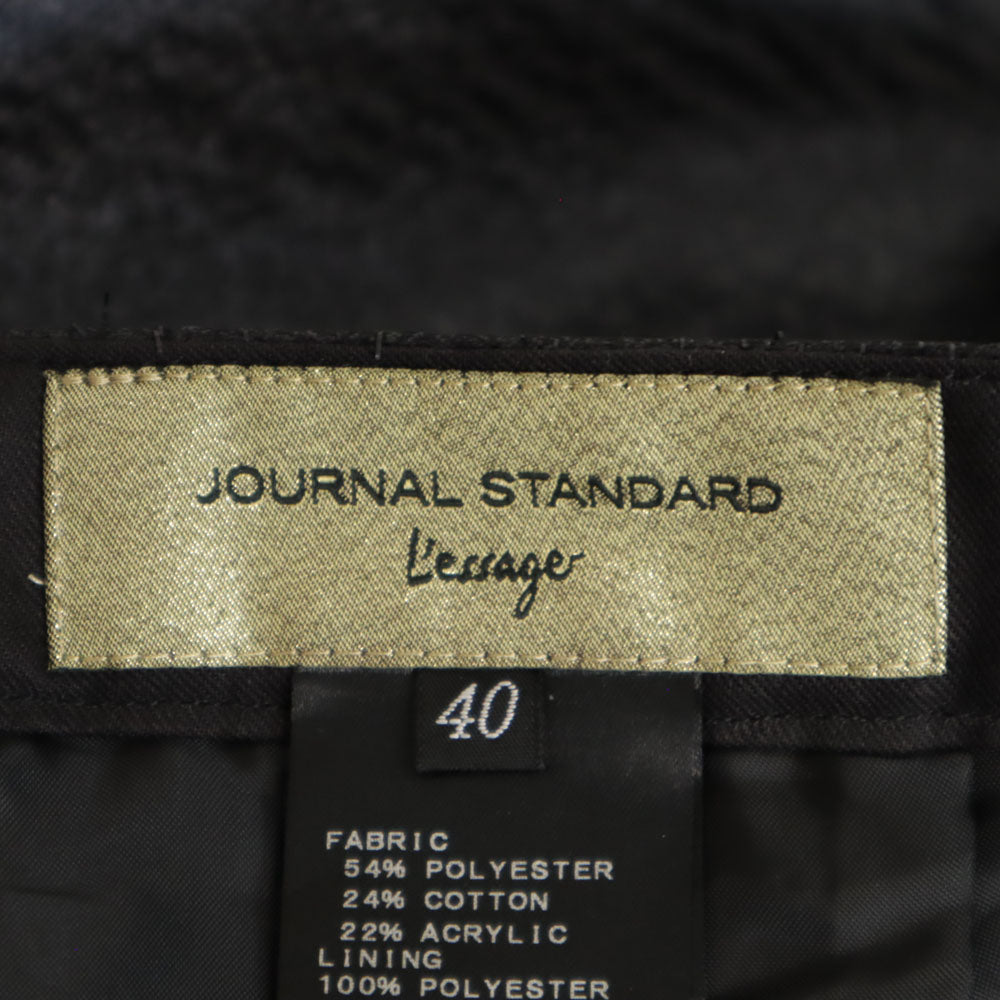 JOURNAL STANDARD
L'essage
40
FABRIC
54% POLYESTER
24% COTTON
22% ACRYLIC
LINING
100% POLYESTER